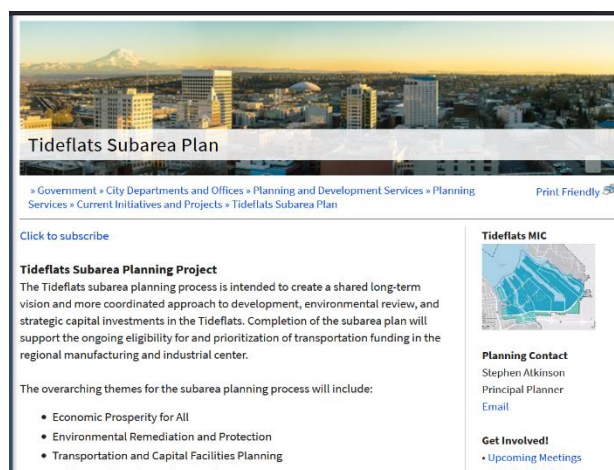 Tideflats Subarea Plan
» Government » City Departments and Offices » Planning and Development Services » Planning
Services » Current Initiatives and Projects » Tideflats Subarea Plan
Print Friendly
Click to subscribe
Tideflats Subarea Planning Project
The Tideflats subarea planning process is intended to create a shared long-term
vision and more coordinated approach to development, environmental review, and
strategic capital investments in the Tideflats. Completion of the subarea plan will
support the ongoing eligibility for and prioritization of transportation funding in the
regional manufacturing and industrial center.
The overarching themes for the subarea planning process will include:
• Economic Prosperity for All
• Environmental Remediation and Protection
• Transportation and Capital Facilities Planning
Tideflats MIC
Planning Contact
Stephen Atkinson
Principal Planner
Email
Get Involved!
• Upcoming Meetings